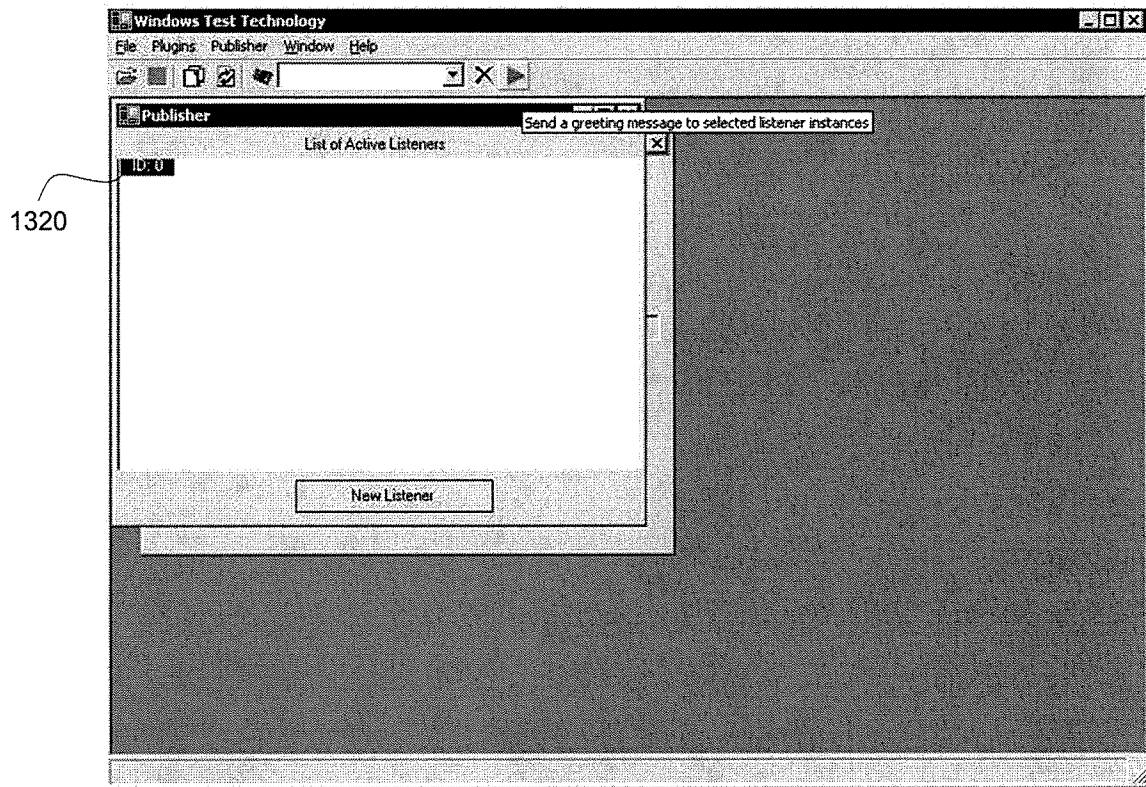 Windows Test Technology
File Plugins Publisher Window Help
Publisher
Send a greeting message to selected listener instances
List of Active Listeners
ID: 0
1320
New Listener